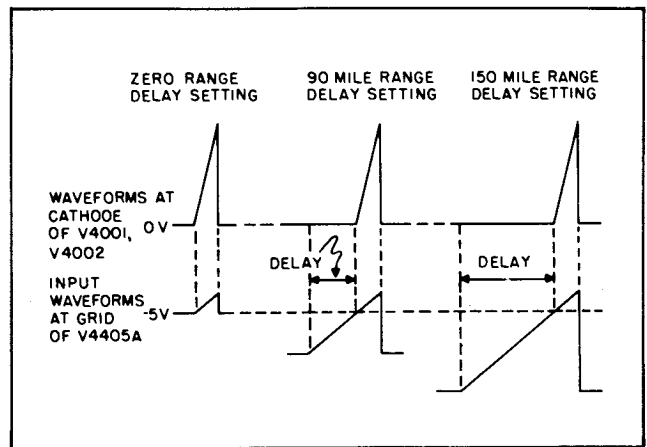 ZERO RANGE
DELAY SETTING
90 MILE RANGE
DELAY SETTING
150 MILE RANGE
DELAY SETTING
WAVEFORMS AT
CATHODE
OF V4001,
V4002
0V
DELAY
DELAY
INPUT
WAVEFORMS
AT GRID
OF V4405A
-5V